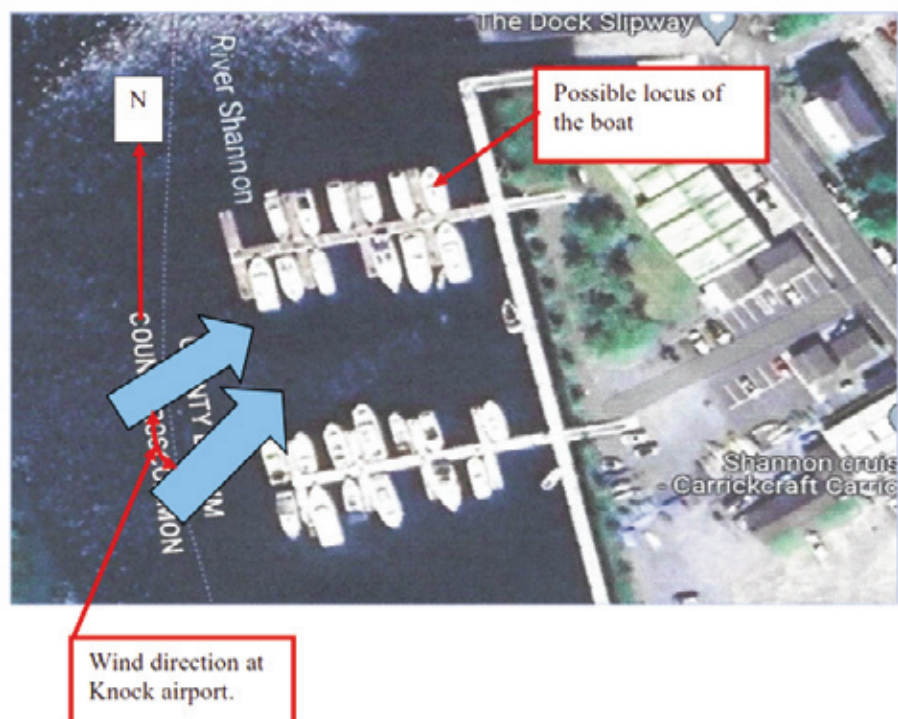 The Dock Slipway
River Shannon
N
Possible locus of
the boat
COUN
Shannon cruis
- Carrickcraft Carric
Wind direction at
Knock airport.